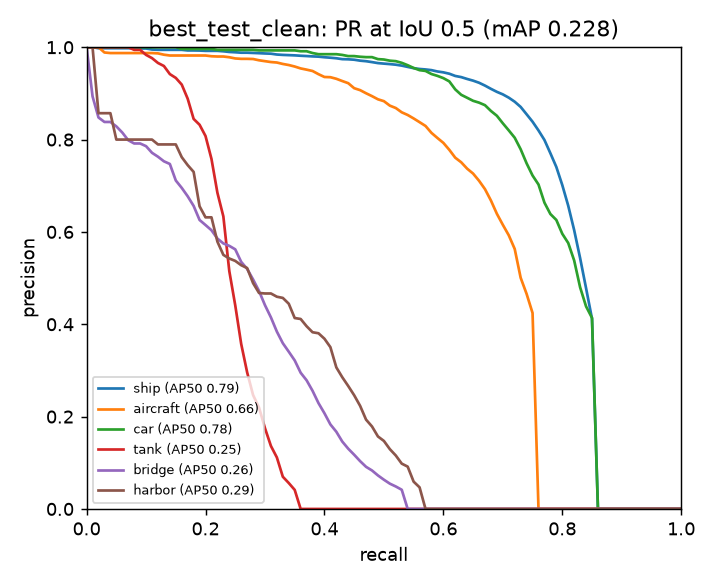 best_test_clean: PR at IoU 0.5 (mAP 0.228)
precision
1.0
0.8
0.6
0.4
0.2
0.0
ship (AP50 0.79)
aircraft (AP50 0.66)
car (AP50 0.78)
tank (AP50 0.25)
bridge (AP50 0.26)
harbor (AP50 0.29)
0.0 0.2 0.4 0.6 0.8 1.0
recall